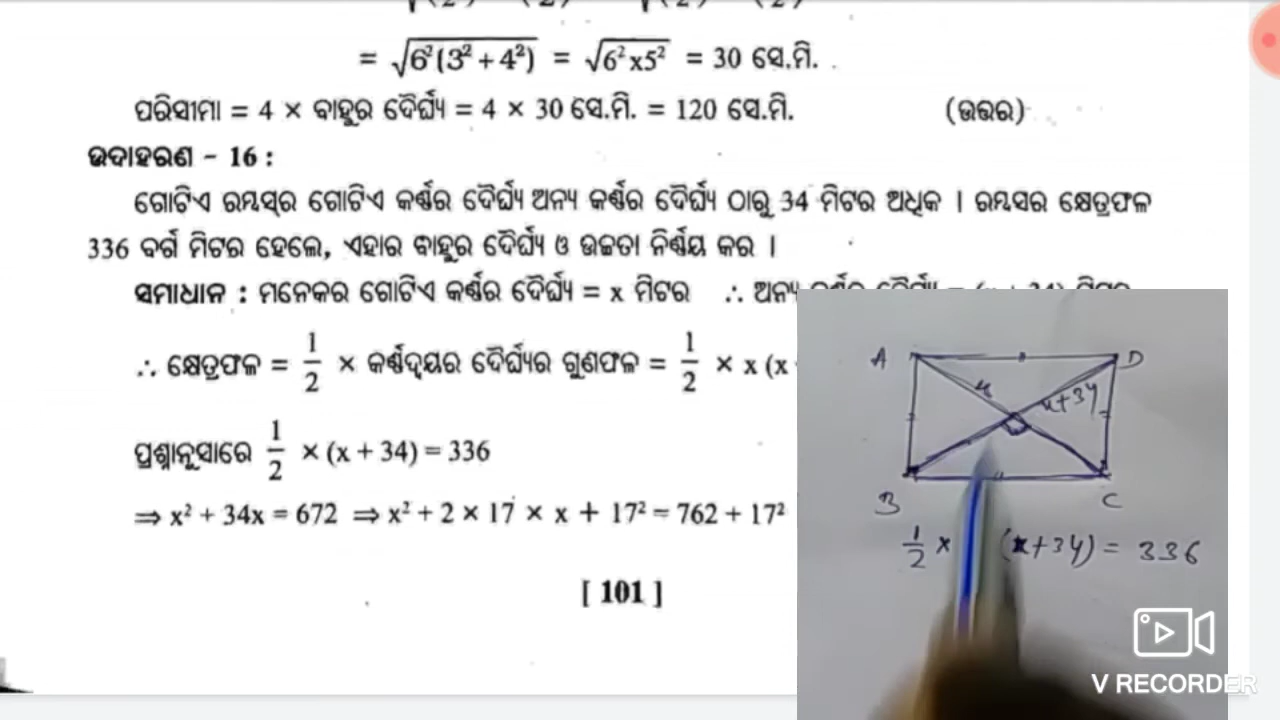 = √6²(3² + 4²) = √6² x5² = 30 ସେ.ମି.
ପରିସୀମା = 4 × ବାହୁର ଦୈର୍ଘ୍ୟ = 4 × 30 ସେ.ମି. = 120 ସେ.ମି. (ଉତ୍ତର)
ଉଦାହରଣ - 16 :
ଗୋଟିଏ ରମ୍ବସ୍‌ର ଗୋଟିଏ କର୍ଣ୍ଣର ଦୈର୍ଘ୍ୟ ଅନ୍ୟ କର୍ଣ୍ଣର ଦୈର୍ଘ୍ୟ ଠାରୁ 34 ମିଟର ଅଧିକ । ରମ୍ବସର କ୍ଷେତ୍ରଫଳ
336 ବର୍ଗ ମିଟର ହେଲେ, ଏହାର ବାହୁର ଦୈର୍ଘ୍ୟ ଓ ଉଚ୍ଚତା ନିର୍ଣ୍ଣୟ କର ।
ସମାଧାନ : ମନେକର ଗୋଟିଏ କର୍ଣ୍ଣର ଦୈର୍ଘ୍ୟ = x ମିଟର ∴ ଅନ୍ୟ
∴ କ୍ଷେତ୍ରଫଳ = 1/2 × କର୍ଣ୍ଣଦ୍ୱୟର ଦୈର୍ଘ୍ୟର ଗୁଣଫଳ = 1/2 × x (x
ପ୍ରଶ୍ନାନୁସାରେ 1/2 × (x + 34) = 336
⇒ x² + 34x = 672 ⇒ x² + 2 × 17 × x + 17² = 762 + 17²
[ 101 ]
A D
x x+34
B C
1/2 × (x+34) = 336
V RECORDER